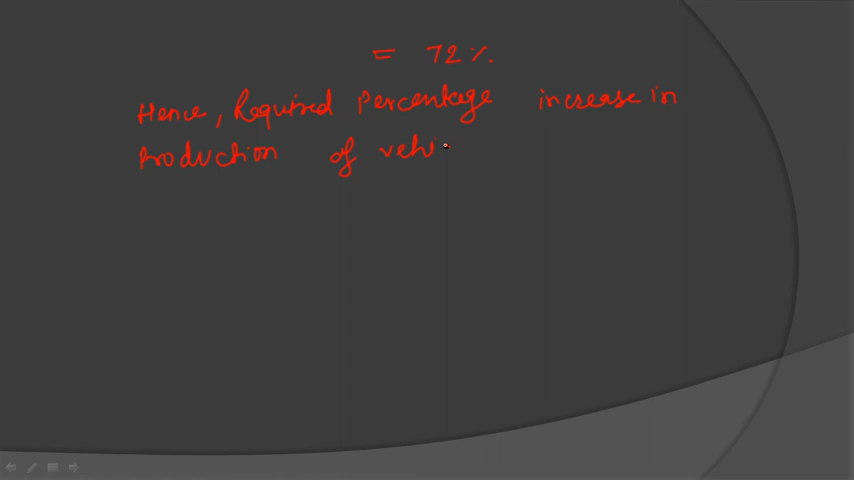 = 72%.
Hence, Required Percentage increase in
Production of vehi